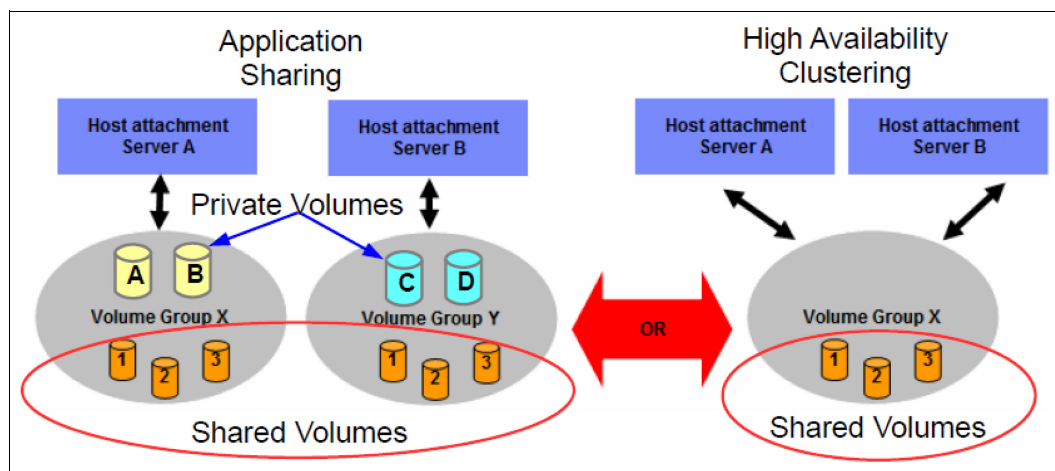 Application
Sharing
High Availability
Clustering
Host attachment
Server A
Host attachment
Server B
Host attachment
Server A
Host attachment
Server B
Private Volumes
A
B
C
D
Volume Group X
Volume Group Y
OR
Volume Group X
1
2
3
1
2
3
1
2
3
Shared Volumes
Shared Volumes